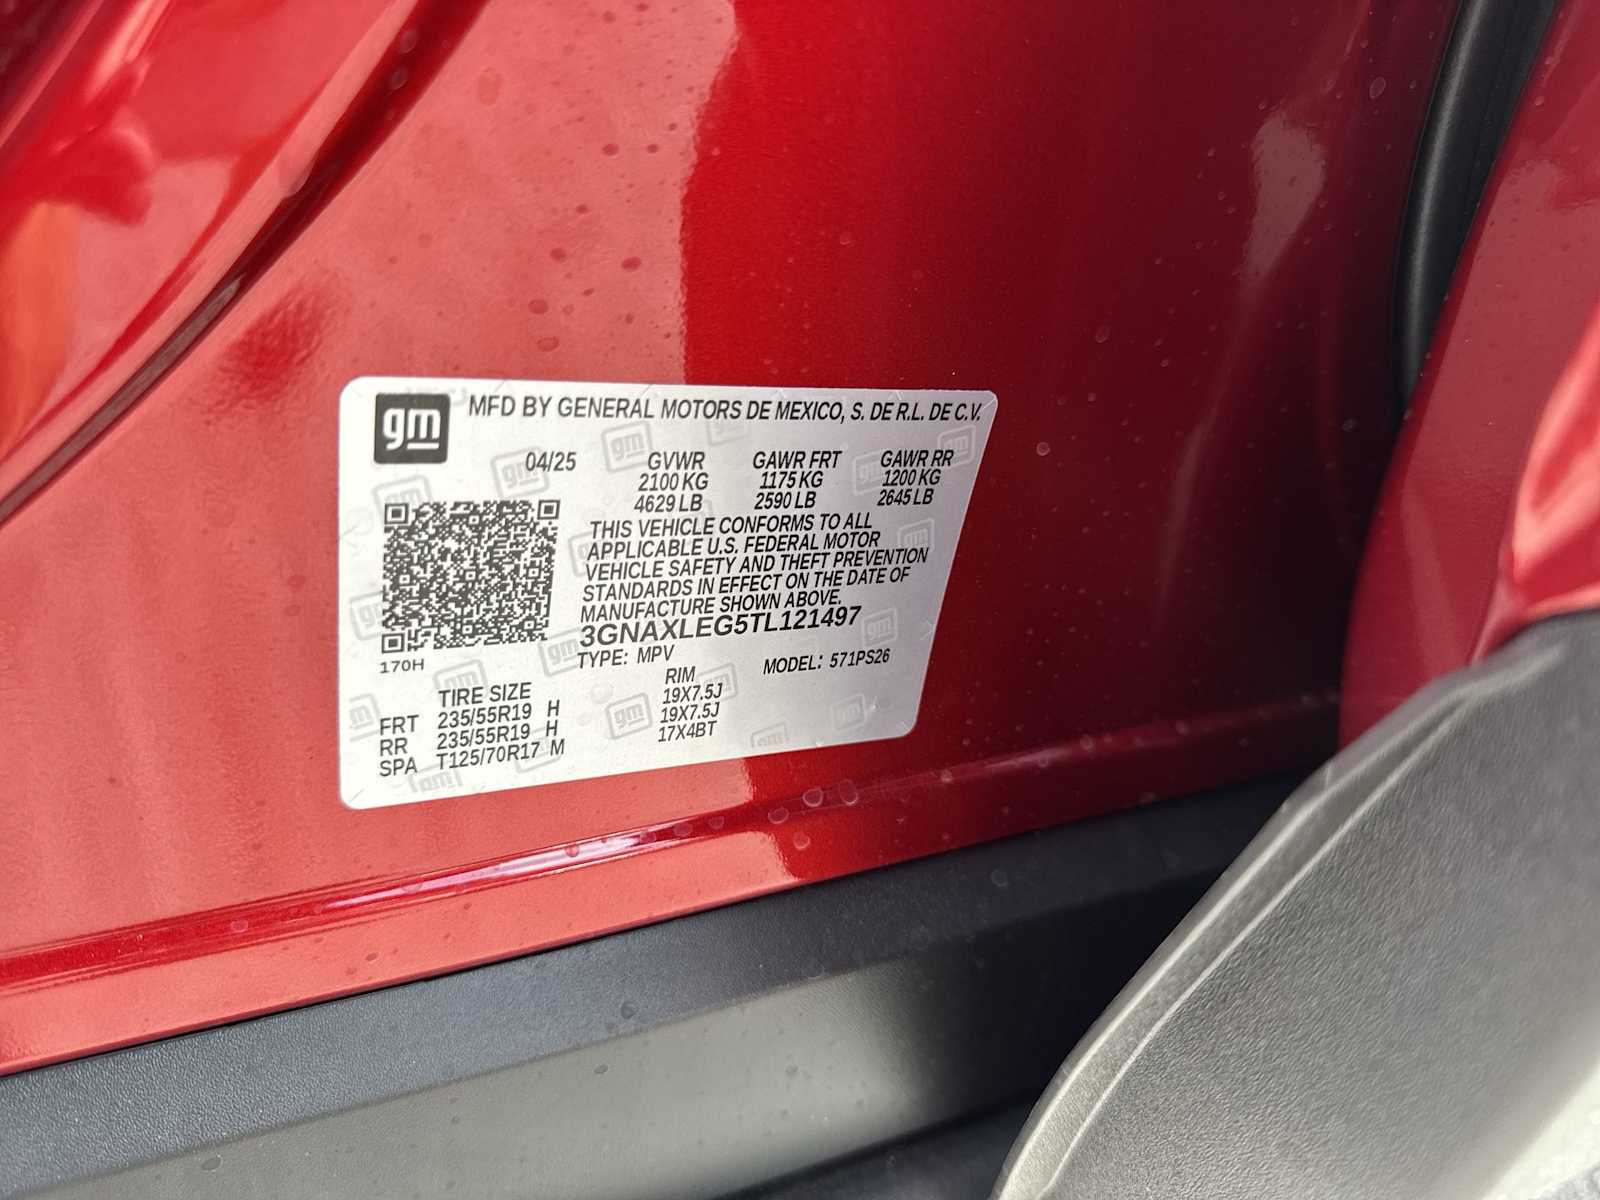 gm MFD BY GENERAL MOTORS DE MEXICO, S. DE R.L. DE C.V.
04/25 GVWR GAWR FRT GAWR RR
2100 KG 1175 KG 1200 KG
4629 LB 2590 LB 2645 LB
THIS VEHICLE CONFORMS TO ALL
APPLICABLE U.S. FEDERAL MOTOR
VEHICLE SAFETY AND THEFT PREVENTION
STANDARDS IN EFFECT ON THE DATE OF
MANUFACTURE SHOWN ABOVE.
3GNAXLEG5TL121497
170H TYPE: MPV MODEL: 571PS26
TIRE SIZE RIM
FRT 235/55R19 H 19X7.5J
RR 235/55R19 H 19X7.5J
SPA T125/70R17 M 17X4BT